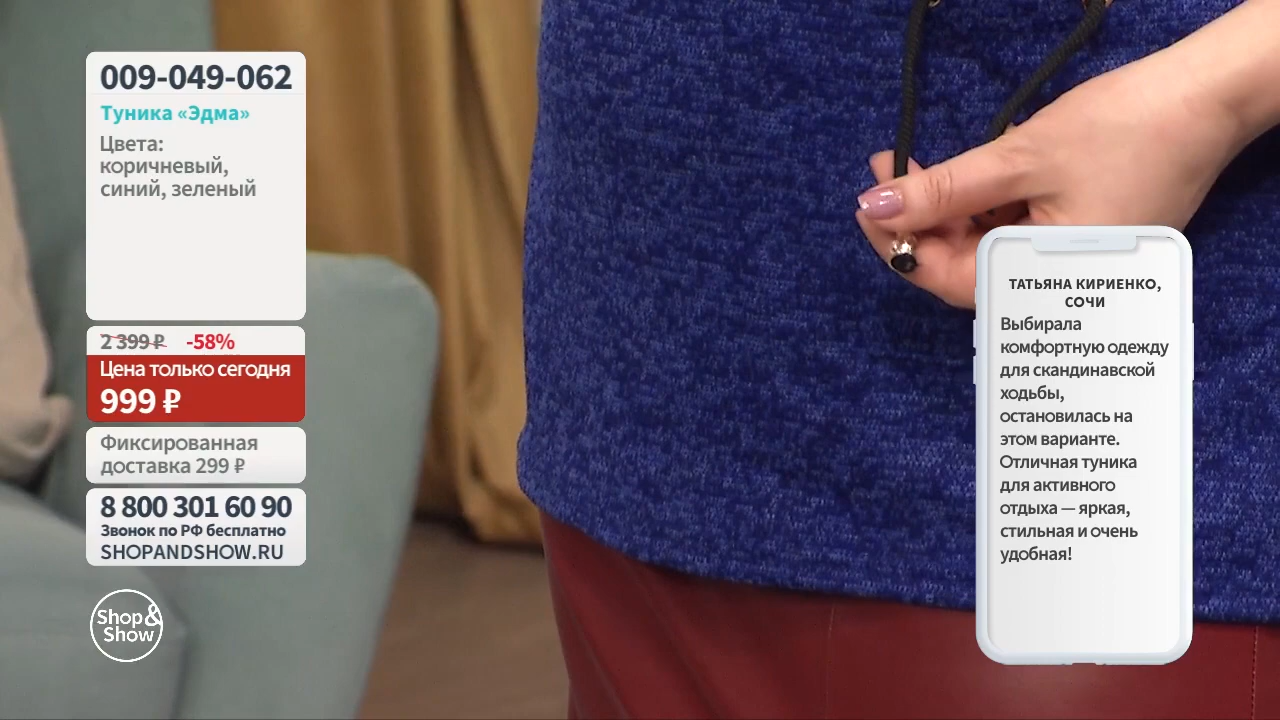 009-049-062
Туника «Эдма»
Цвета:
коричневый,
синий, зеленый
2 399 ₽ -58%
Цена только сегодня
999 ₽
Фиксированная
доставка 299 ₽
8 800 301 60 90
Звонок по РФ бесплатно
SHOPANDSHOW.RU
Shop&
Show
ТАТЬЯНА КИРИЕНКО,
СОЧИ
Выбирала
комфортную одежду
для скандинавской
ходьбы,
остановилась на
этом варианте.
Отличная туника
для активного
отдыха — яркая,
стильная и очень
удобная!